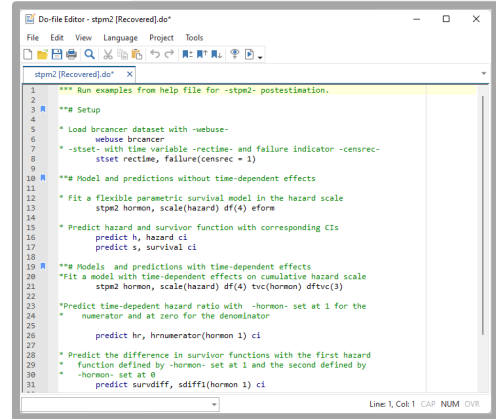 Do-file Editor - stpm2 [Recovered].do*
File Edit View Language Project Tools
stpm2 [Recovered].do* X
1 *** Run examples from help file for -stpm2- postestimation.
2
3 **# Setup
4
5 * Load brcancer dataset with -webuse-
6 webuse brcancer
7 * -stset- with time variable -rectime- and failure indicator -censrec-
8 stset rectime, failure(censrec = 1)
9
10 **# Model and predictions without time-dependent effects
11
12 * Fit a flexible parametric survival model in the hazard scale
13 stpm2 hormon, scale(hazard) df(4) eform
14
15 * Predict hazard and survivor function with corresponding CIs
16 predict h, hazard ci
17 predict s, survival ci
18
19 **# Models and predictions with time-dependent effects
20 *Fit a model with time-dependent effects on cumulative hazard scale
21 stpm2 hormon, scale(hazard) df(4) tvc(hormon) dftvc(3)
22
23 *Predict time-depedent hazard ratio with -hormon- set at 1 for the
24 * numerator and at zero for the denominator
25
26 predict hr, hrnumerator(hormon 1) ci
27
28 * Predict the difference in survivor functions with the first hazard
29 * function defined by -hormon- set at 1 and the second defined by
30 * -hormon- set at 0
31 predict survdiff, sdiff1(hormon 1) ci
Line: 1, Col: 1 CAP NUM OVR